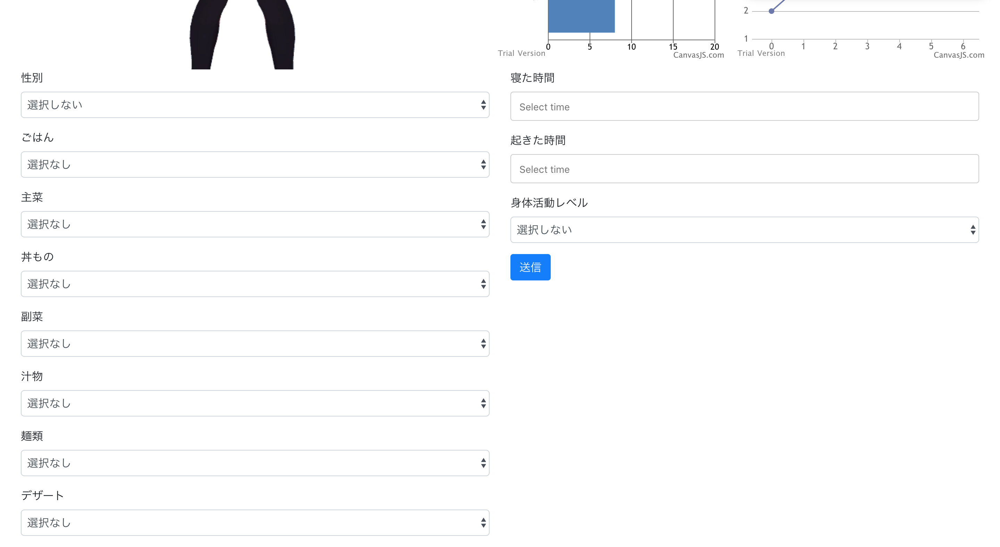 0 5 10 15 20
Trial Version
CanvasJS.com
2
1
0 1 2 3 4 5 6
Trial Version
CanvasJS.com
性別
選択しない
ごはん
選択なし
主菜
選択なし
丼もの
選択なし
副菜
選択なし
汁物
選択なし
麺類
選択なし
デザート
選択なし
寝た時間
Select time
起きた時間
Select time
身体活動レベル
選択しない
送信